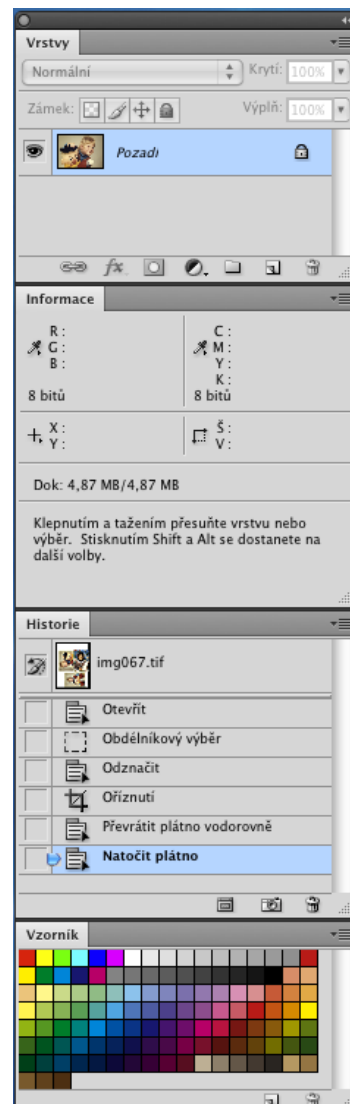 Vrstvy
Normální
Krytí: 100%
Zámek:
Výplň: 100%
Pozadí
fx.
Informace
R :
G :
B :
8 bitů
C :
M :
Y :
K :
8 bitů
X :
Y :
Š :
V :
Dok: 4,87 MB/4,87 MB
Klepnutím a tažením přesuňte vrstvu nebo
výběr. Stisknutím Shift a Alt se dostanete na
další volby.
Historie
img067.tif
Otevřít
Obdélníkový výběr
Odznačit
Oříznutí
Převrátit plátno vodorovně
Natočit plátno
Vzorník